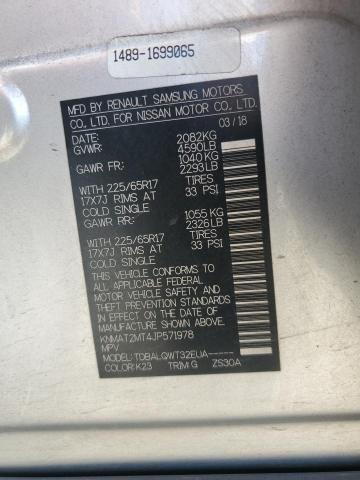 1489-1699065
MFD BY RENAULT SAMSUNG MOTORS
CO. LTD. FOR NISSAN MOTOR CO. LTD.
DATE: 03/18
GVWR: 2082KG
4590LB
GAWR FR: 1040 KG
2293LB
WITH 225/65R17 TIRES
17X7J RIMS AT 33 PSI
COLD SINGLE
GAWR RR: 1055 KG
2326LB
WITH 225/65R17 TIRES
17X7J RIMS AT 33 PSI
COLD SINGLE
THIS VEHICLE CONFORMS TO
ALL APPLICABLE FEDERAL
MOTOR VEHICLE SAFETY, BUMPER,
AND THEFT PREVENTION STANDARDS
IN EFFECT ON THE DATE OF
MANUFACTURE SHOWN ABOVE.
KNMAT2MT4JP571978
MPV
MODEL: TDBALQWT32EUA-----
COLOR: K23 TRIM: G ZS30A